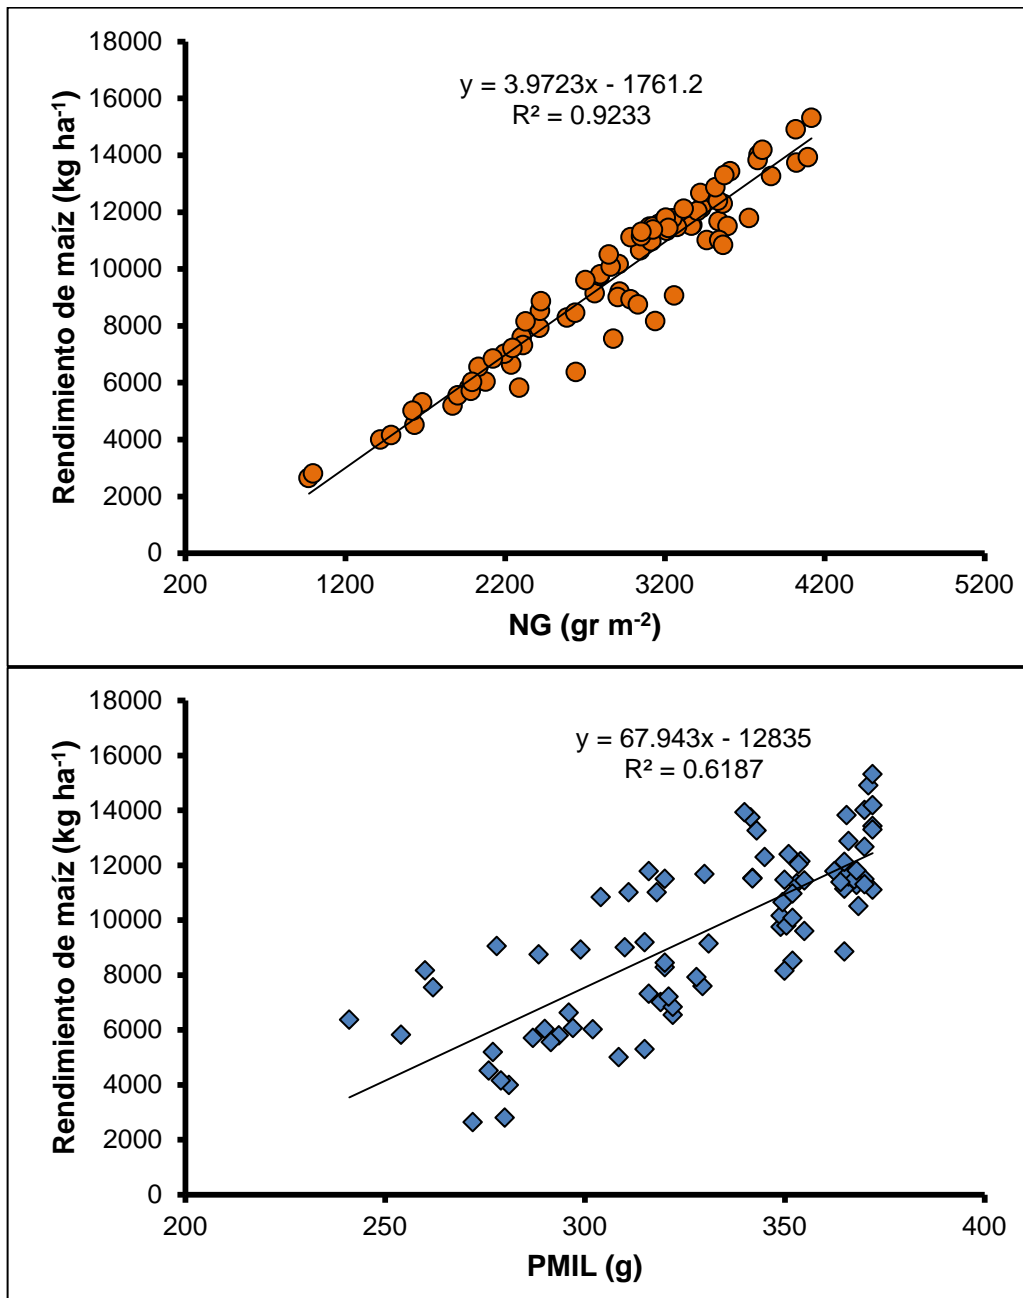 18000
16000
14000
12000
10000
8000
6000
4000
2000
0
Rendimiento de maíz (kg ha⁻¹)
y = 3.9723x - 1761.2
R² = 0.9233
200 1200 2200 3200 4200 5200
NG (gr m⁻²)
18000
16000
14000
12000
10000
8000
6000
4000
2000
0
Rendimiento de maíz (kg ha⁻¹)
y = 67.943x - 12835
R² = 0.6187
200 250 300 350 400
PMIL (g)